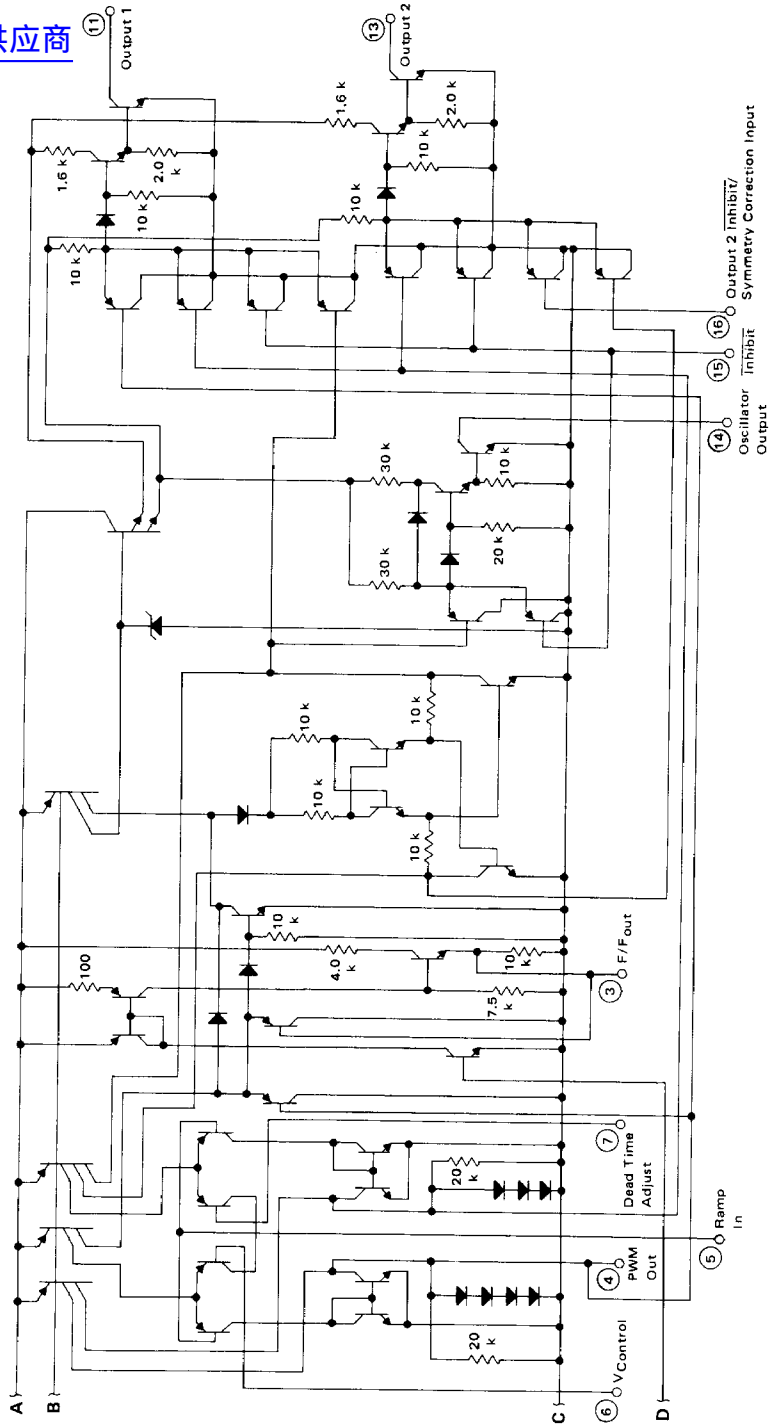 供应商
11
Output 1
13
Output 2
1.6 k
2.0
k
10 k
10 k
1.6 k
2.0 k
10 k
10 k
16
Output 2 Inhibit/
Symmetry Correction Input
15
Inhibit
14
Oscillator
Output
30 k
30 k
10 k
20 k
10 k
10 k
10 k
10 k
100
4.0
k
10
k
7.5
k
10
k
3
F/Fout
20
k
7
Dead Time
Adjust
5
Ramp
In
4
PWM
Out
20
k
6
VControl
A
B
C
D